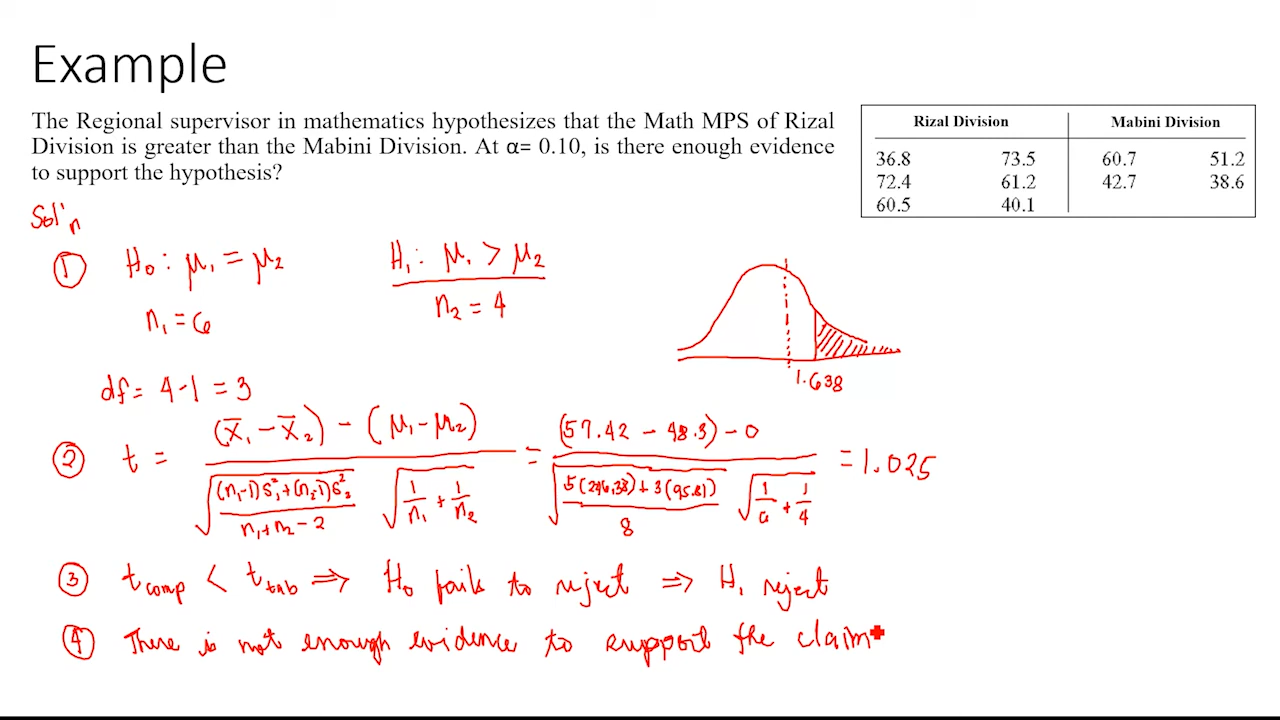 Example
The Regional supervisor in mathematics hypothesizes that the Math MPS of Rizal
Division is greater than the Mabini Division. At α= 0.10, is there enough evidence
to support the hypothesis?
Rizal Division Mabini Division
36.8 73.5 60.7 51.2
72.4 61.2 42.7 38.6
60.5 40.1
Sol'n
① H₀ : μ₁ = μ₂ H₁ : μ₁ > μ₂
n₁ = 6 n₂ = 4
1.638
df = 4-1 = 3
② t = (x̄₁ - x̄₂) - (μ₁ - μ₂) / √((n₁-1)s₁² + (n₂-1)s₂² / n₁+n₂-2) √(1/n₁ + 1/n₂) = (57.42 - 48.3) - 0 / √(5(246.38) + 3(95.81) / 8) √(1/6 + 1/4) = 1.025
③ t comp < t tab ⇒ H₀ fails to reject ⇒ H₁ reject
④ There is not enough evidence to support the claim